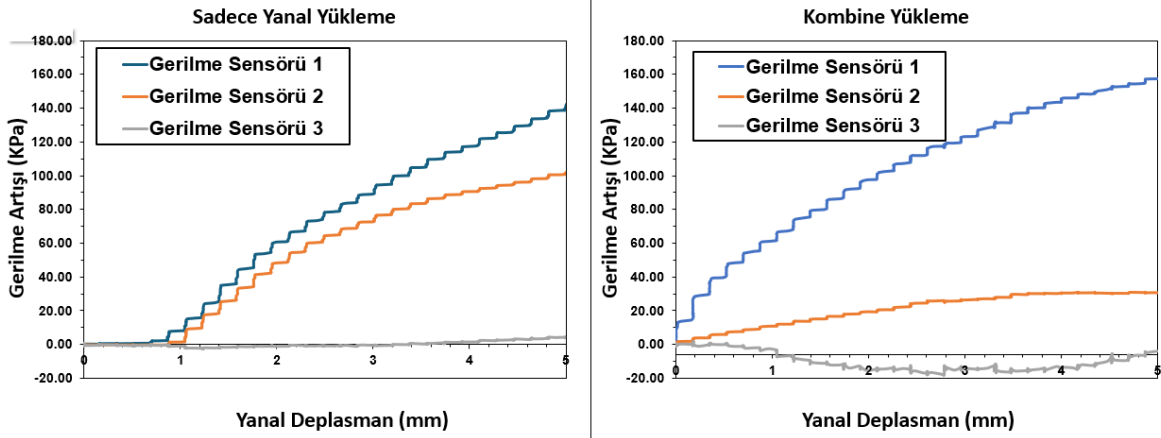 Sadece Yanal Yükleme
180.00
160.00
140.00
120.00
100.00
80.00
60.00
40.00
20.00
0.00
-20.00
Gerilme Artışı (KPa)
Gerilme Sensörü 1
Gerilme Sensörü 2
Gerilme Sensörü 3
0 1 2 3 4 5
Yanal Deplasman (mm)
Kombine Yükleme
180.00
160.00
140.00
120.00
100.00
80.00
60.00
40.00
20.00
0.00
-20.00
Gerilme Artışı (KPa)
Gerilme Sensörü 1
Gerilme Sensörü 2
Gerilme Sensörü 3
0 1 2 3 4 5
Yanal Deplasman (mm)